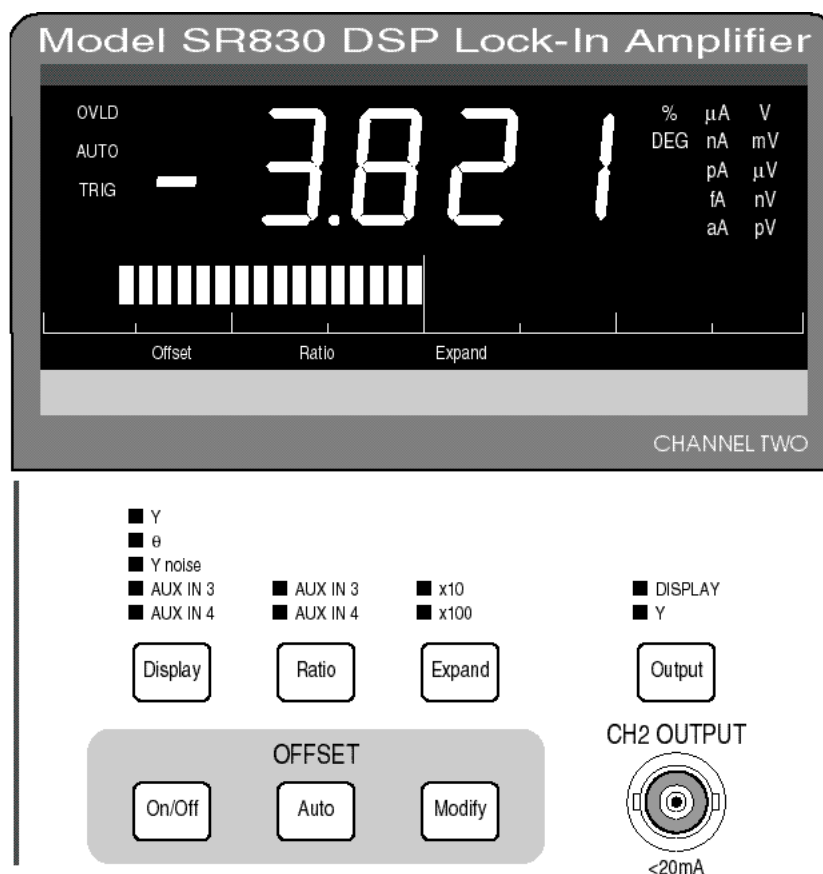 Model SR830 DSP Lock-In Amplifier
OVLD
AUTO
TRIG
- 3.821
% μA V
DEG nA mV
pA μV
fA nV
aA pV
Offset Ratio Expand
CHANNEL TWO
Y
θ
Y noise
AUX IN 3 AUX IN 3 x10 DISPLAY
AUX IN 4 AUX IN 4 x100 Y
Display Ratio Expand Output
OFFSET CH2 OUTPUT
On/Off Auto Modify
<20mA